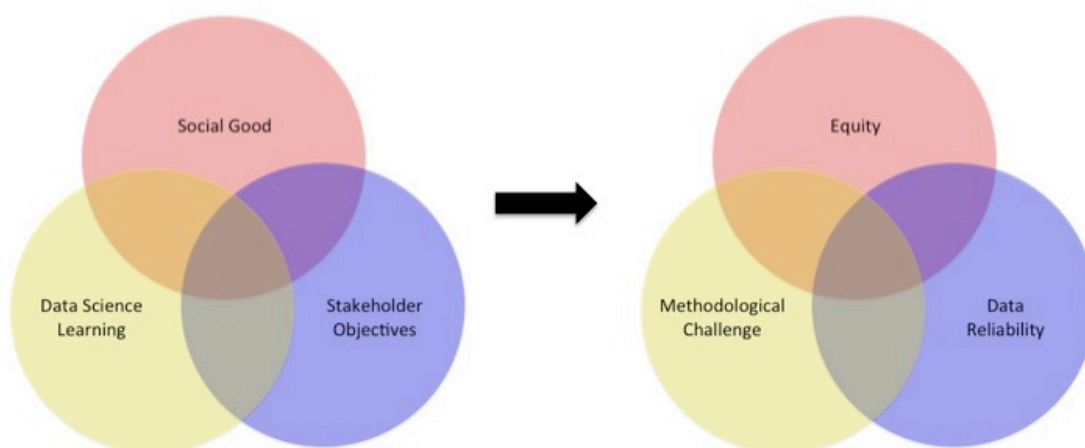 Social Good
Data Science
Learning
Stakeholder
Objectives
Equity
Methodological
Challenge
Data
Reliability